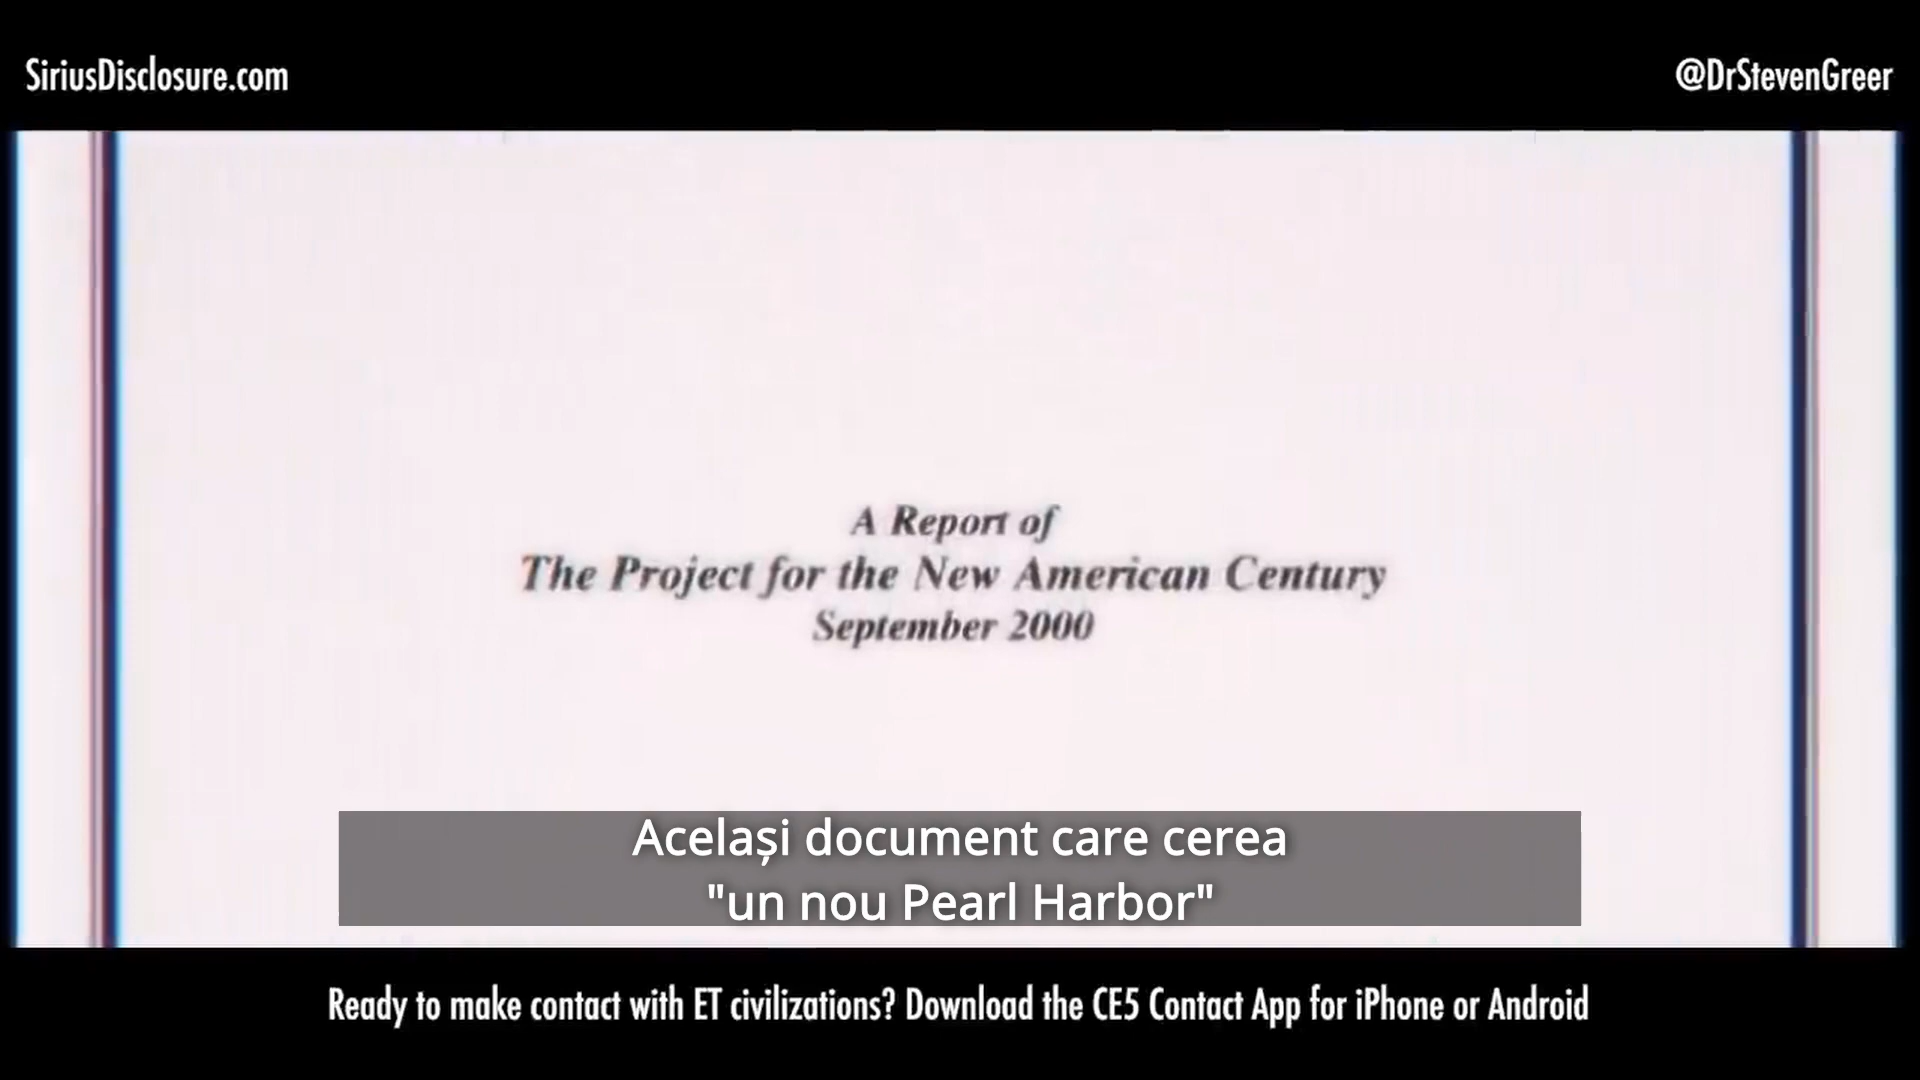 SiriusDisclosure.com
@DrStevenGreer
A Report of
The Project for the New American Century
September 2000
Același document care cerea
"un nou Pearl Harbor"
Ready to make contact with ET civilizations? Download the CE5 Contact App for iPhone or Android